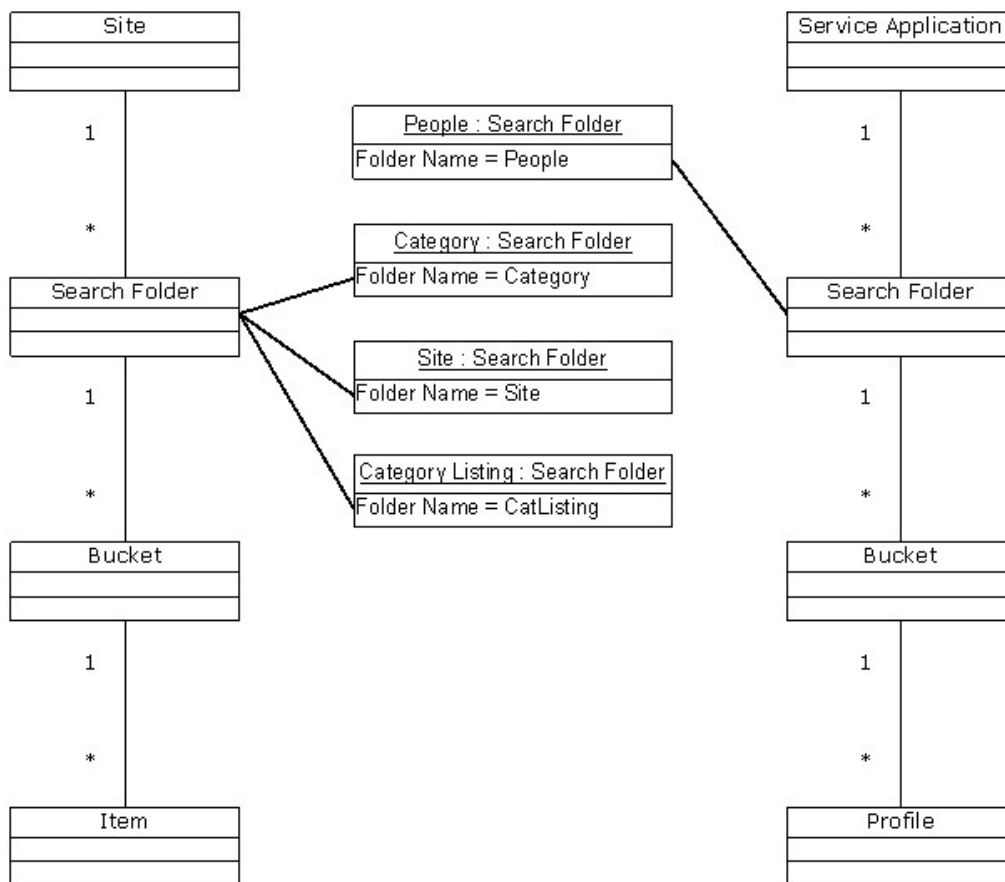 Site
Service Application
1
1
People : Search Folder
Folder Name = People
*
*
Category : Search Folder
Folder Name = Category
Search Folder
Search Folder
Site : Search Folder
Folder Name = Site
1
1
Category Listing : Search Folder
Folder Name = CatListing
*
*
Bucket
Bucket
1
1
*
*
Item
Profile